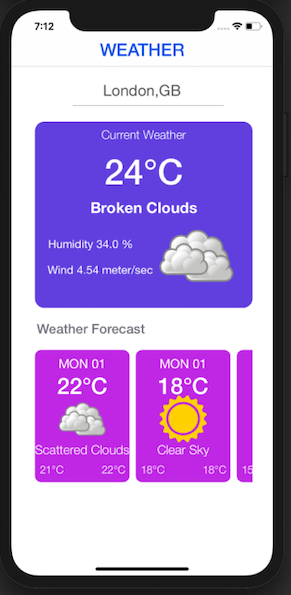 7:12
WEATHER
London,GB
Current Weather
24°C
Broken Clouds
Humidity 34.0 %
Wind 4.54 meter/sec
Weather Forecast
MON 01
22°C
Scattered Clouds
21°C 22°C
MON 01
18°C
Clear Sky
18°C 18°C
15